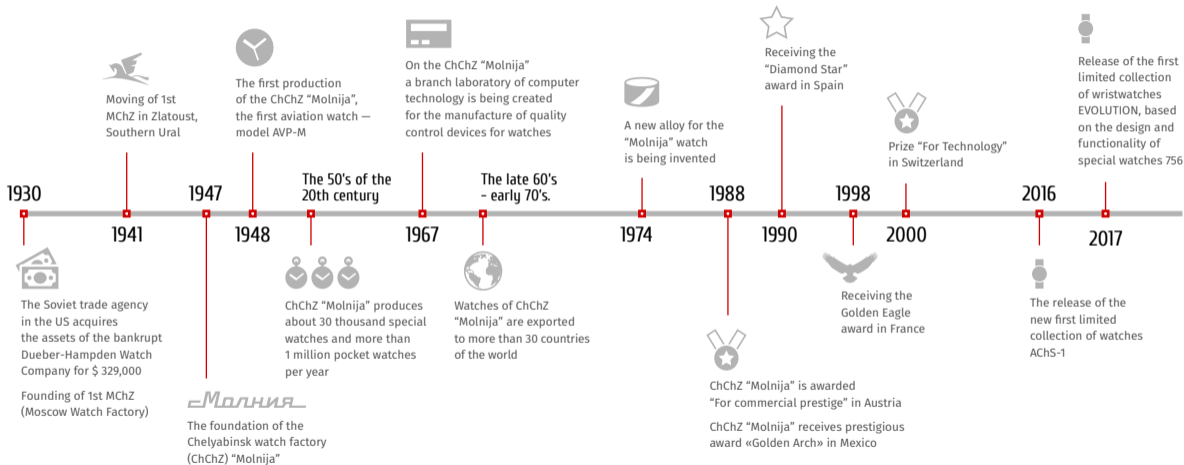 1930
The Soviet trade agency
in the US acquires
the assets of the bankrupt
Dueber-Hampden Watch
Company for $ 329,000
Founding of 1st MChZ
(Moscow Watch Factory)
Moving of 1st
MChZ in Zlatoust,
Southern Ural
1941
1947
Молния
The foundation of the
Chelyabinsk watch factory
(ChChZ) “Molnija”
The first production
of the ChChZ “Molnija”,
the first aviation watch —
model AVP-M
1948
The 50’s of the
20th century
ChChZ “Molnija” produces
about 30 thousand special
watches and more than
1 million pocket watches
per year
On the ChChZ “Molnija”
a branch laboratory of computer
technology is being created
for the manufacture of quality
control devices for watches
1967
The late 60’s
– early 70’s.
Watches of ChChZ
“Molnija” are exported
to more than 30 countries
of the world
A new alloy for the
“Molnija” watch
is being invented
1974
1988
ChChZ “Molnija” is awarded
“For commercial prestige” in Austria
ChChZ “Molnija” receives prestigious
award «Golden Arch» in Mexico
Receiving the
“Diamond Star”
award in Spain
1990
1998
Receiving the
Golden Eagle
award in France
Prize “For Technology”
in Switzerland
2000
2016
The release of the
new first limited
collection of watches
AChS-1
Release of the first
limited collection
of wristwatches
EVOLUTION, based
on the design and
functionality of
special watches 756
2017